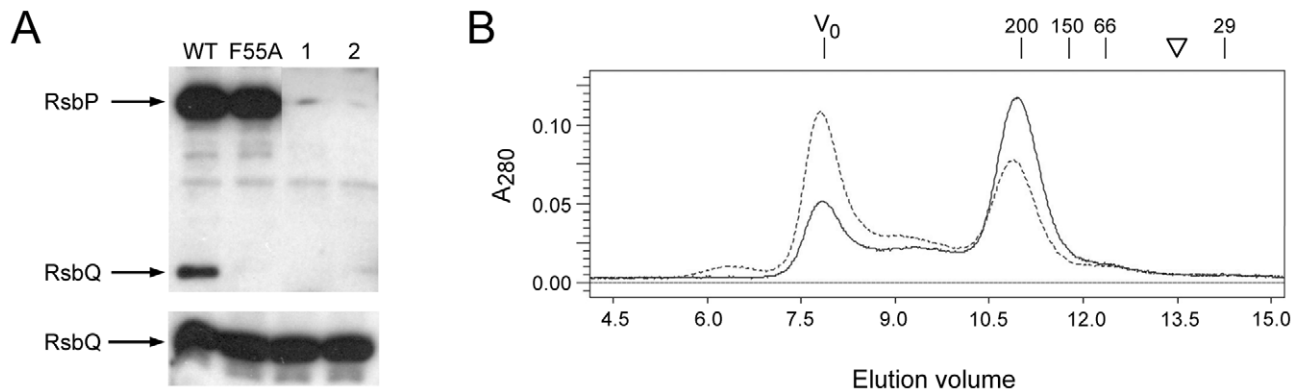 A
WT F55A 1 2
RsbP
RsbQ
RsbQ
B
V0 200 150 66 29
0.10
0.05
0.00
A280
4.5 6.0 7.5 9.0 10.5 12.0 13.5 15.0
Elution volume